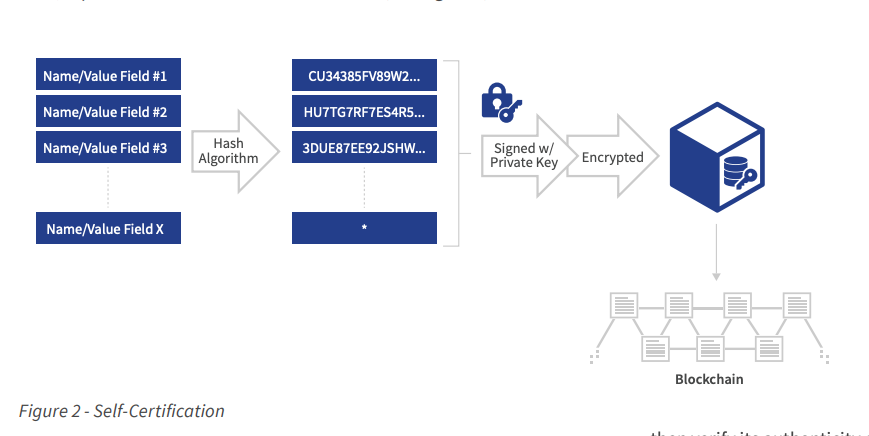 Name/Value Field #1
Name/Value Field #2
Name/Value Field #3
Name/Value Field X
Hash
Algorithm
CU34385FV89W2...
HU7TG7RF7ES4R5...
3DUE87EE92JSHW...
*
Signed w/
Private Key
Encrypted
Blockchain
Figure 2 - Self-Certification